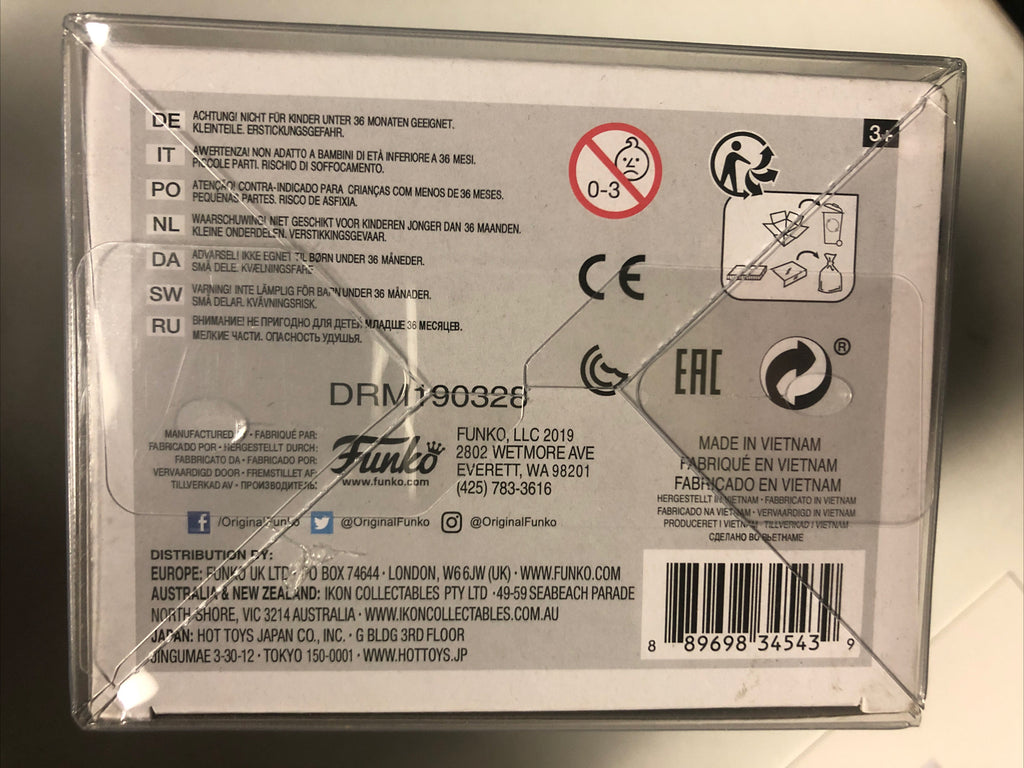 DE ACHTUNG! NICHT FÜR KINDER UNTER 36 MONATEN GEEIGNET.
KLEINTEILE. ERSTICKUNGSGEFAHR.
IT AWERTENZA! NON ADATTO A BAMBINI DI ETÀ INFERIORE A 36 MESI.
PICCOLE PARTI. RISCHIO DI SOFFOCAMENTO.
PO ATENÇÃO! CONTRA-INDICADO PARA CRIANÇAS COM MENOS DE 36 MESES.
PEQUENAS PARTES. RISCO DE ASFIXIA.
NL WAARSCHUWING! NIET GESCHIKT VOOR KINDEREN JONGER DAN 36 MAANDEN.
KLEINE ONDERDELEN. VERSTIKKINGSGEVAAR.
DA ADVARSEL! IKKE EGNET TIL BØRN UNDER 36 MÅNEDER.
SMÅ DELE. KVÆLNINGSFARE
SW VARNING! INTE LÄMPLIG FÖR BARN UNDER 36 MÅNADER.
SMÅ DELAR. KVÄVNINGSRISK.
RU ВНИМАНИЕ! НЕ ПРИГОДНО ДЛЯ ДЕТЕЙ МЛАДШЕ 36 МЕСЯЦЕВ.
МЕЛКИЕ ЧАСТИ. ОПАСНОСТЬ УДУШЬЯ.
0-3
3+
CE
EAC
®
DRM190328
MANUFACTURED BY • FABRIQUÉ PAR:
FABRICADO POR • HERGESTELLT DURCH:
FABBRICATO DA • FABRICADO POR:
VERVAARDIGD DOOR • FREMSTILLET AF:
TILLVERKAD AV • ПРОИЗВОДИТЕЛЬ:
Funko
www.funko.com
FUNKO, LLC 2019
2802 WETMORE AVE
EVERETT, WA 98201
(425) 783-3616
MADE IN VIETNAM
FABRIQUÉ EN VIETNAM
FABRICADO EN VIETNAM
HERGESTELLT IN VIETNAM • FABBRICATO IN VIETNAM
FABRICADO NA VIETNAM • VERVAARDIGD IN VIETNAM
PRODUCERET I VIETNAM • TILLVERKAD I VIETNAM
СДЕЛАНО ВО ВЬЕТНАМЕ
/OriginalFunko @OriginalFunko @OriginalFunko
DISTRIBUTION BY:
EUROPE: FUNKO UK LTD • PO BOX 74644 • LONDON, W6 6JW (UK) • WWW.FUNKO.COM
AUSTRALIA & NEW ZEALAND: IKON COLLECTABLES PTY LTD • 49-59 SEABEACH PARADE
NORTH SHORE, VIC 3214 AUSTRALIA • WWW.IKONCOLLECTABLES.COM.AU
JAPAN: HOT TOYS JAPAN CO., INC. • G BLDG 3RD FLOOR
JINGUMAE 3-30-12 • TOKYO 150-0001 • WWW.HOTTOYS.JP
8 89698 34543 9